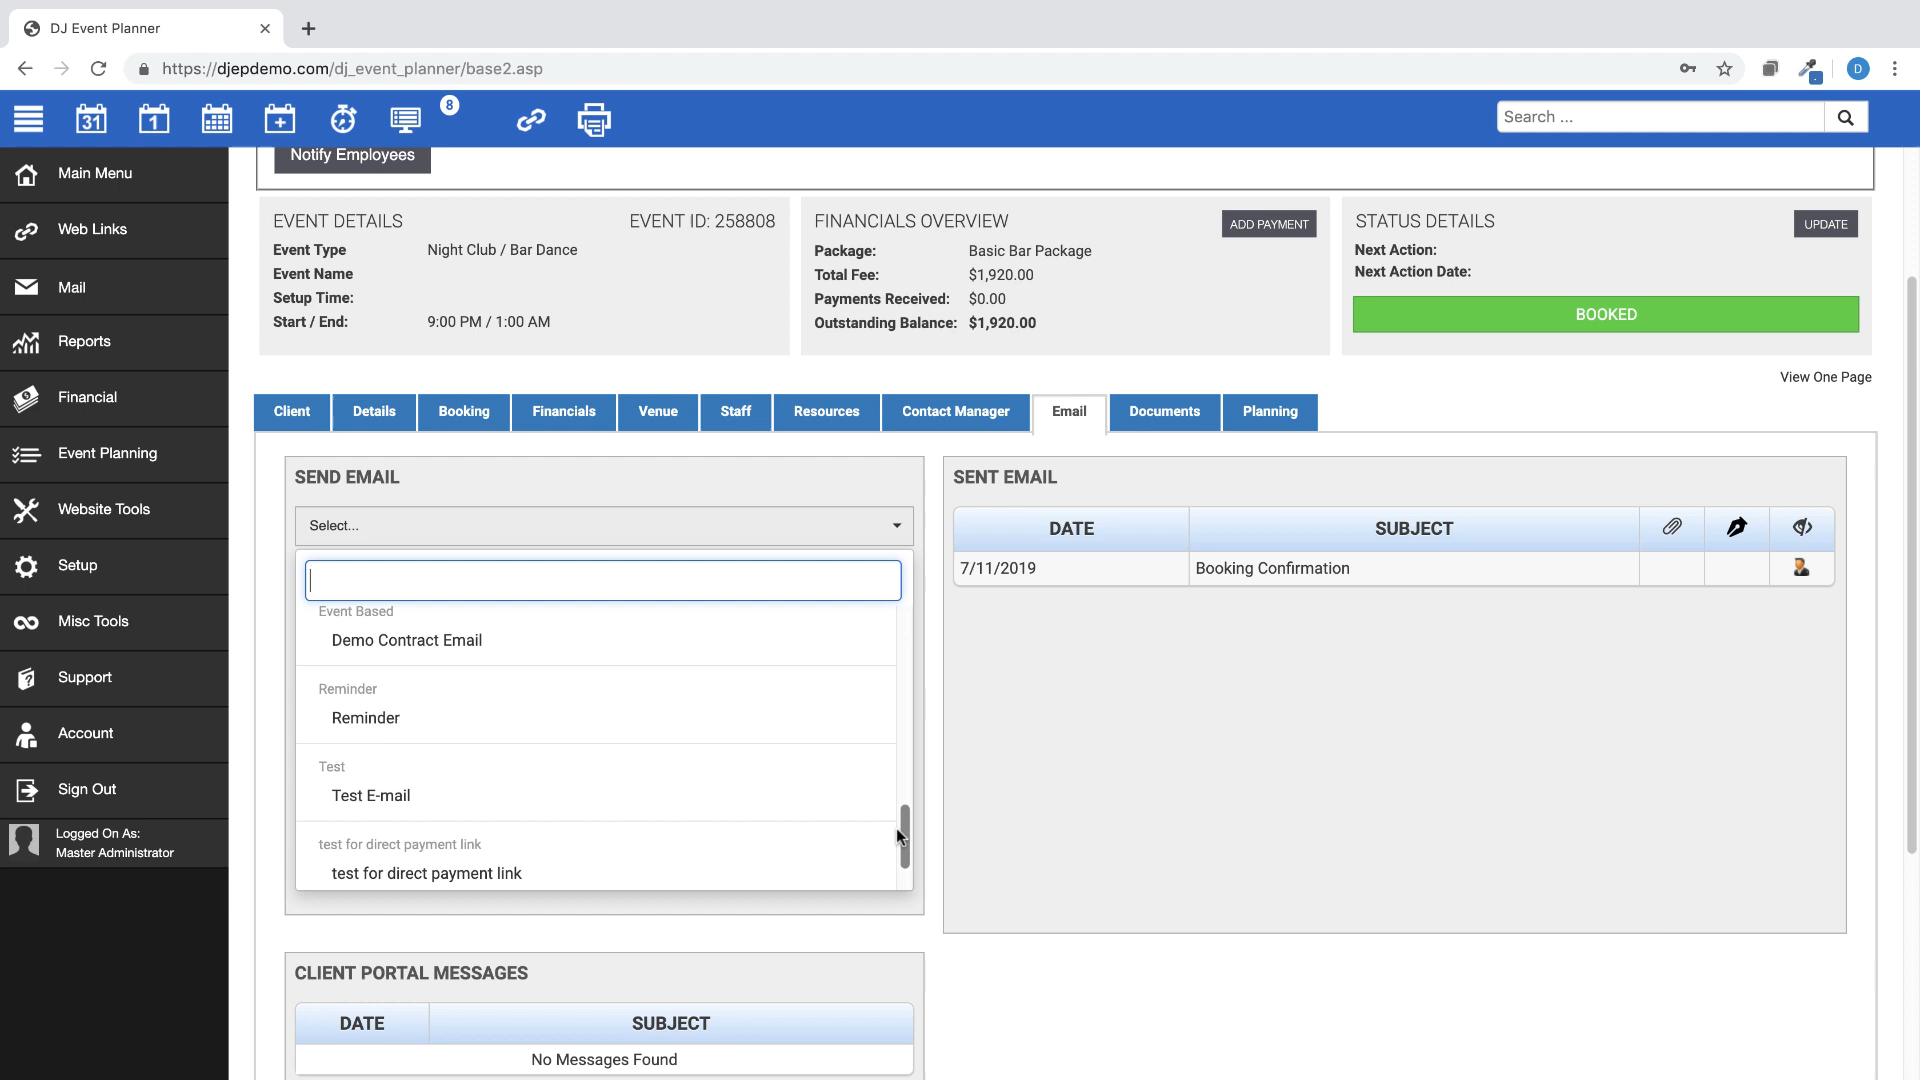 DJ Event Planner
https://djepdemo.com/dj_event_planner/base2.asp
D
31
1
8
Search ...
Main Menu
Web Links
Mail
Reports
Financial
Event Planning
Website Tools
Setup
Misc Tools
Support
Account
Sign Out
Logged On As:
Master Administrator
Notify Employees
EVENT DETAILS EVENT ID: 258808
Event Type Night Club / Bar Dance
Event Name
Setup Time:
Start / End: 9:00 PM / 1:00 AM
FINANCIALS OVERVIEW ADD PAYMENT
Package: Basic Bar Package
Total Fee: $1,920.00
Payments Received: $0.00
Outstanding Balance: $1,920.00
STATUS DETAILS UPDATE
Next Action:
Next Action Date:
BOOKED
View One Page
Client Details Booking Financials Venue Staff Resources Contact Manager Email Documents Planning
SEND EMAIL
Select...
Event Based
Demo Contract Email
Reminder
Reminder
Test
Test E-mail
test for direct payment link
test for direct payment link
SENT EMAIL
DATE SUBJECT
7/11/2019 Booking Confirmation
CLIENT PORTAL MESSAGES
DATE SUBJECT
No Messages Found